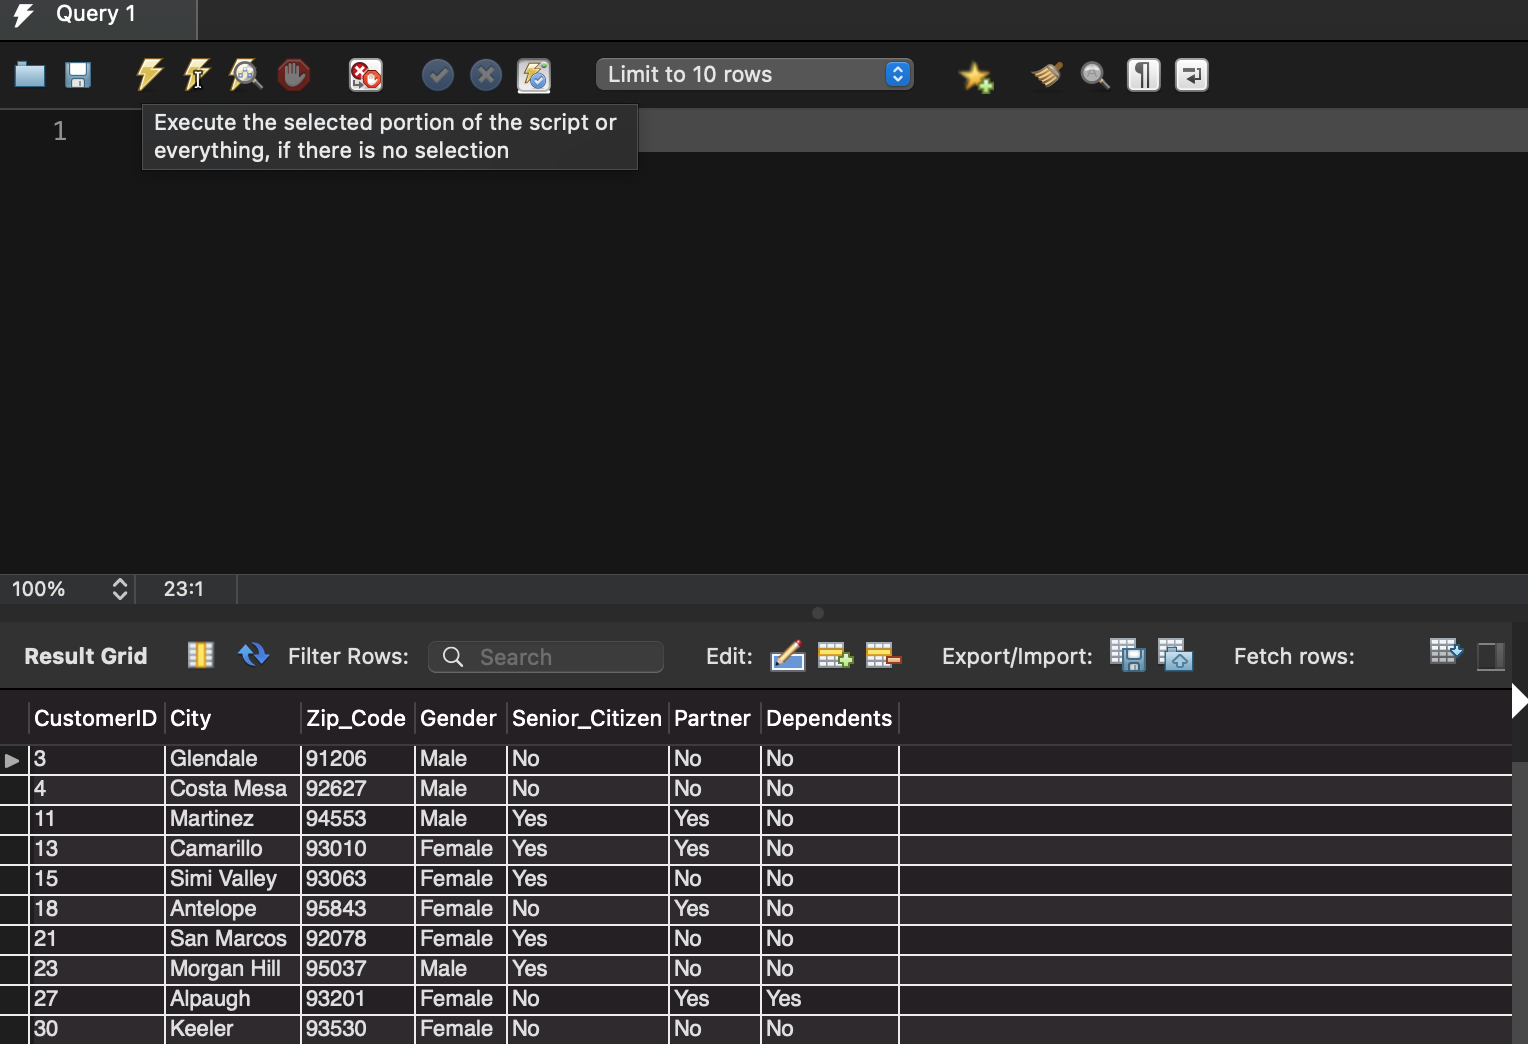 Query 1
Limit to 10 rows
1
Execute the selected portion of the script or
everything, if there is no selection
100% 23:1
Result Grid Filter Rows: Search Edit: Export/Import: Fetch rows:
CustomerID City Zip_Code Gender Senior_Citizen Partner Dependents
3 Glendale 91206 Male No No No
4 Costa Mesa 92627 Male No No No
11 Martinez 94553 Male Yes Yes No
13 Camarillo 93010 Female Yes Yes No
15 Simi Valley 93063 Female Yes No No
18 Antelope 95843 Female No Yes No
21 San Marcos 92078 Female Yes No No
23 Morgan Hill 95037 Male Yes No No
27 Alpaugh 93201 Female No Yes Yes
30 Keeler 93530 Female No No No